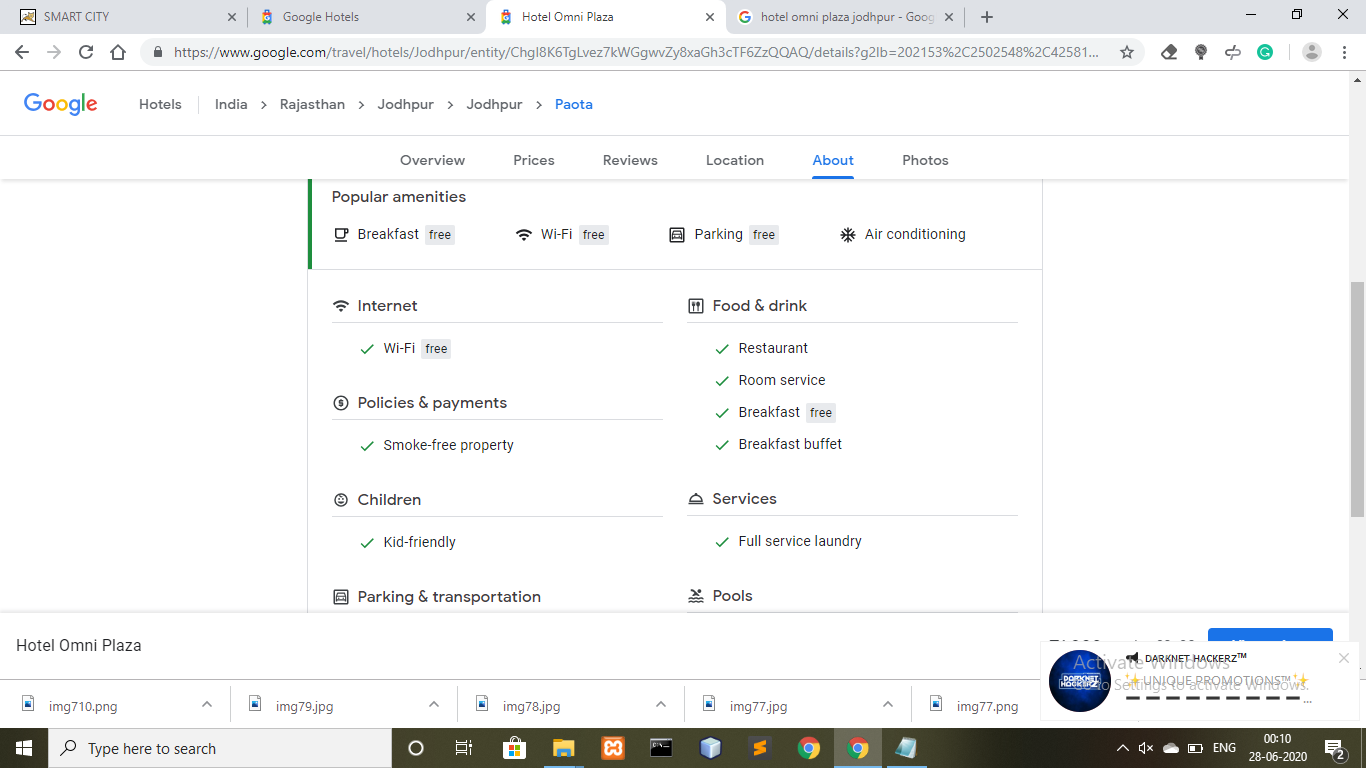 SMART CITY
Google Hotels
Hotel Omni Plaza
hotel omni plaza jodhpur - Goog
https://www.google.com/travel/hotels/Jodhpur/entity/ChgI8K6TgLvez7kWGgwvZy8xaGh3cTF6ZzQQAQ/details?g2lb=202153%2C2502548%2C42581...
Google Hotels India > Rajasthan > Jodhpur > Jodhpur > Paota
Overview Prices Reviews Location About Photos
Popular amenities
Breakfast free Wi-Fi free Parking free Air conditioning
Internet
Wi-Fi free
Policies & payments
Smoke-free property
Children
Kid-friendly
Parking & transportation
Food & drink
Restaurant
Room service
Breakfast free
Breakfast buffet
Services
Full service laundry
Pools
Hotel Omni Plaza
DARKNET HACKERZ™
Activate Windows
✨UNIQUE PROMOTIONS™✨
Go to Settings to activate Windows.
DARKNET
HACKERZ
img710.png
img79.jpg
img78.jpg
img77.jpg
img77.png
Type here to search
ENG
00:10
28-06-2020
2